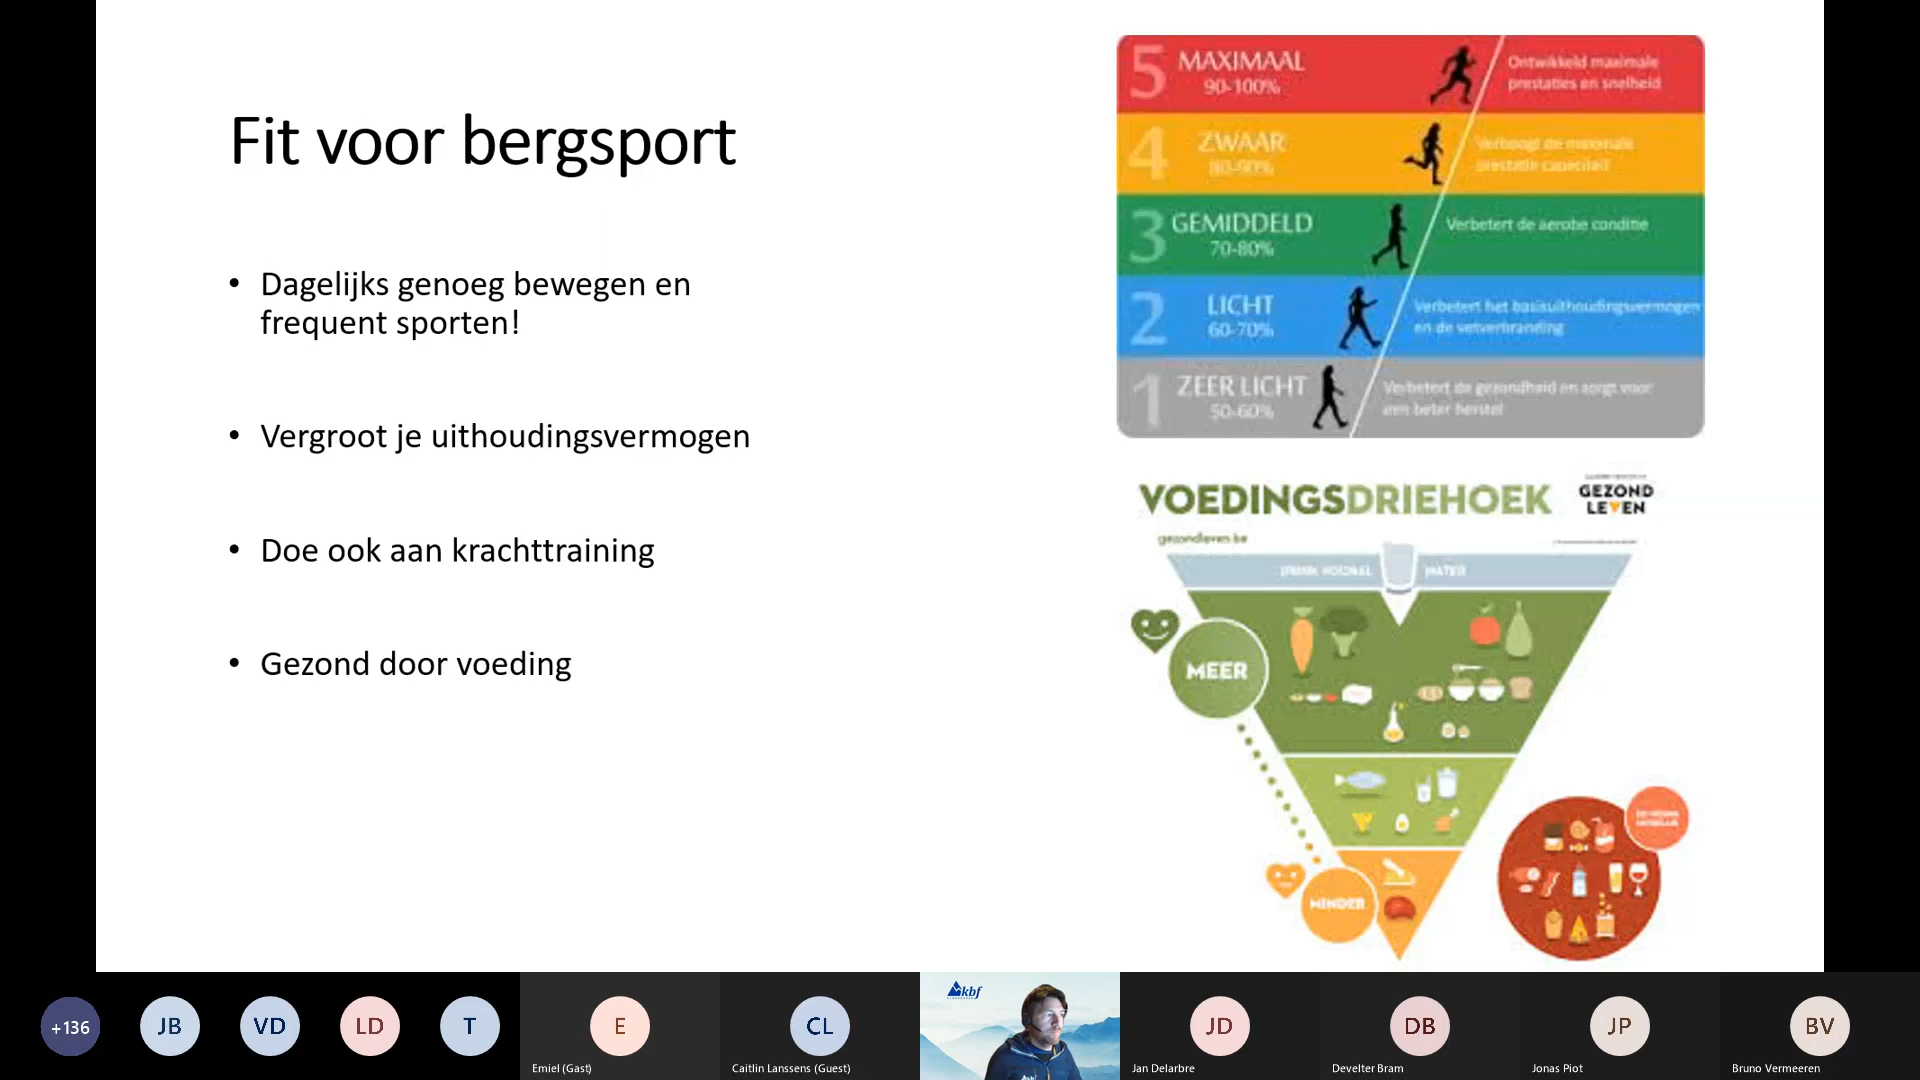 Fit voor bergsport
• Dagelijks genoeg bewegen en
frequent sporten!
• Vergroot je uithoudingsvermogen
• Doe ook aan krachttraining
• Gezond door voeding
5 MAXIMAAL
90-100%
Ontwikkeld maximale
prestaties en snelheid
4 ZWAAR
80-90%
Verhoogt de maximale
prestatie capaciteit
3 GEMIDDELD
70-80%
Verbetert de aerobe conditie
2 LICHT
60-70%
Verbetert het basisuithoudingsvermogen
en de vetverbranding
1 ZEER LICHT
50-60%
Verbetert de gezondheid en zorgt voor
een beter herstel
VOEDINGSDRIEHOEK
GEZOND
LEVEN
gezondleven.be
DRINK VOORAL WATER
MEER
MINDER
+136
JB
VD
LD
T
E
Emiel (Gast)
CL
Caitlin Lanssens (Guest)
kbf
JD
Jan Delarbre
DB
Develter Bram
JP
Jonas Piot
BV
Bruno Vermeeren